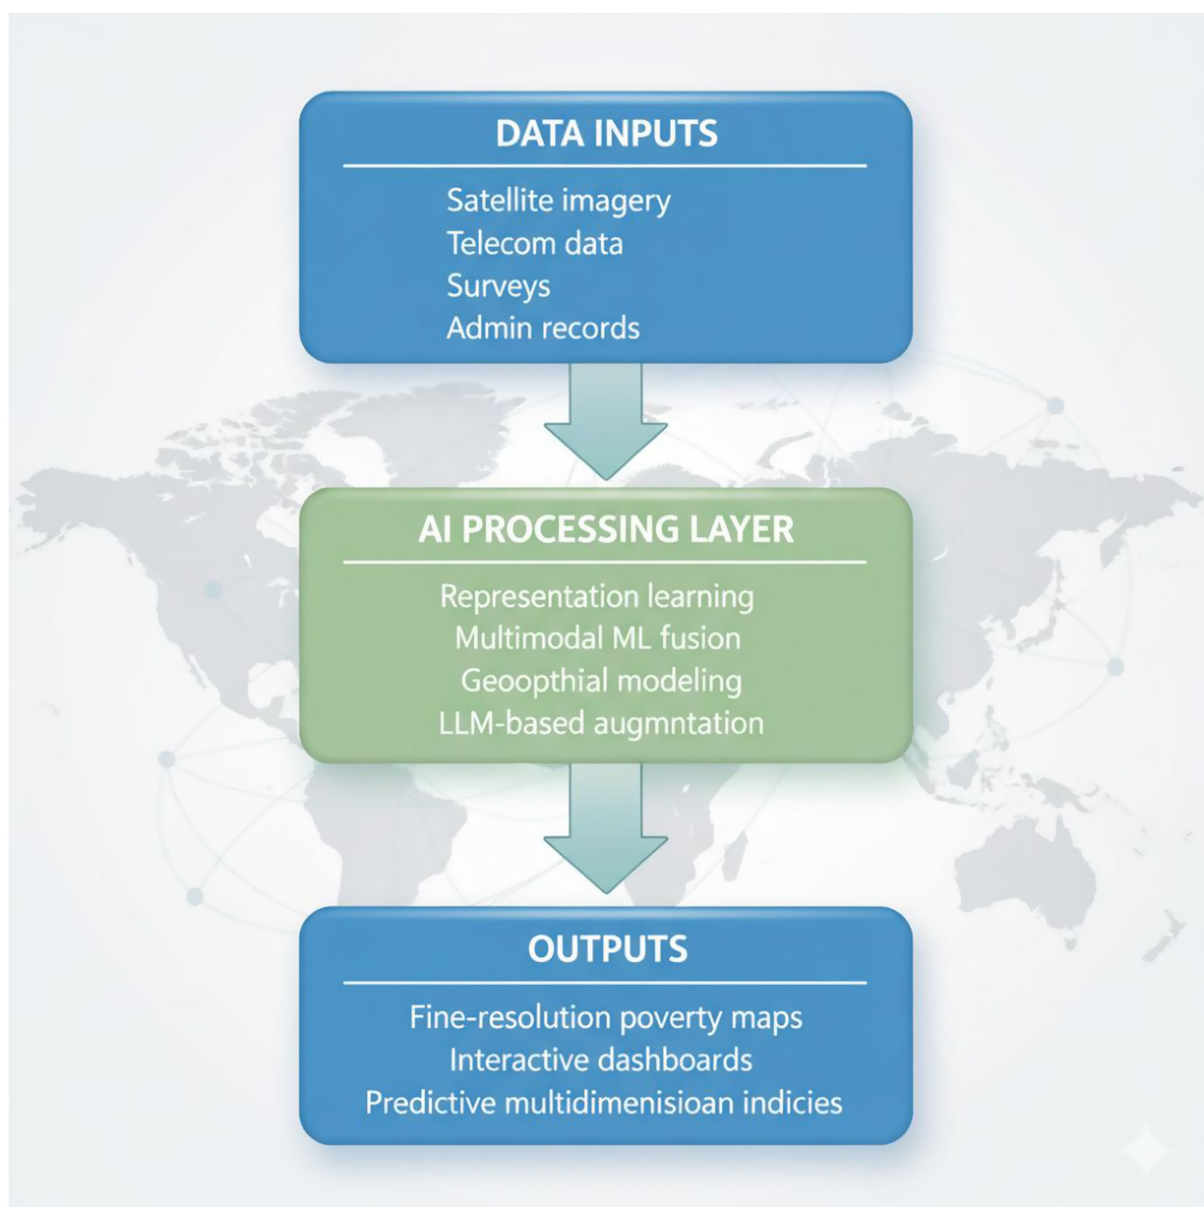 DATA INPUTS
Satellite imagery
Telecom data
Surveys
Admin records
AI PROCESSING LAYER
Representation learning
Multimodal ML fusion
Geoopthial modeling
LLM-based augmntation
OUTPUTS
Fine-resolution poverty maps
Interactive dashboards
Predictive multidimenisioan indicies